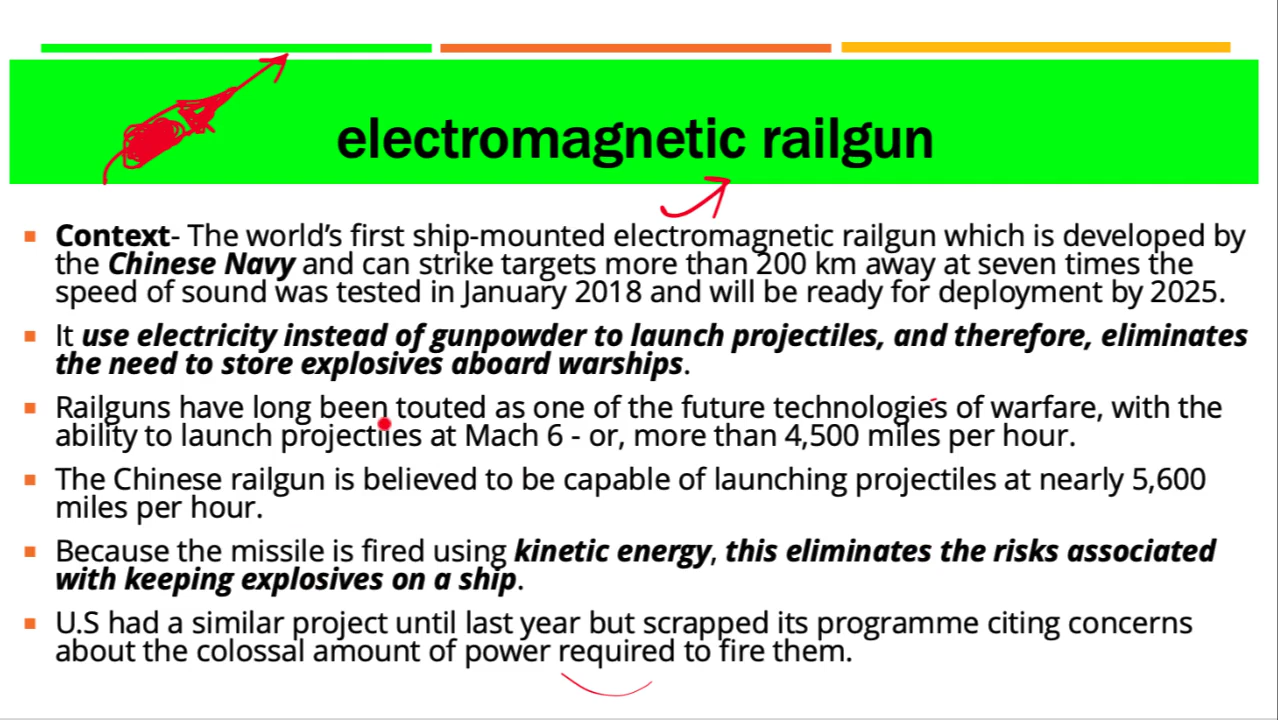 electromagnetic railgun
Context- The world's first ship-mounted electromagnetic railgun which is developed by
the Chinese Navy and can strike targets more than 200 km away at seven times the
speed of sound was tested in January 2018 and will be ready for deployment by 2025.
It use electricity instead of gunpowder to launch projectiles, and therefore, eliminates
the need to store explosives aboard warships.
Railguns have long been touted as one of the future technologies of warfare, with the
ability to launch projectiles at Mach 6 - or, more than 4,500 miles per hour.
The Chinese railgun is believed to be capable of launching projectiles at nearly 5,600
miles per hour.
Because the missile is fired using kinetic energy, this eliminates the risks associated
with keeping explosives on a ship.
U.S had a similar project until last year but scrapped its programme citing concerns
about the colossal amount of power required to fire them.